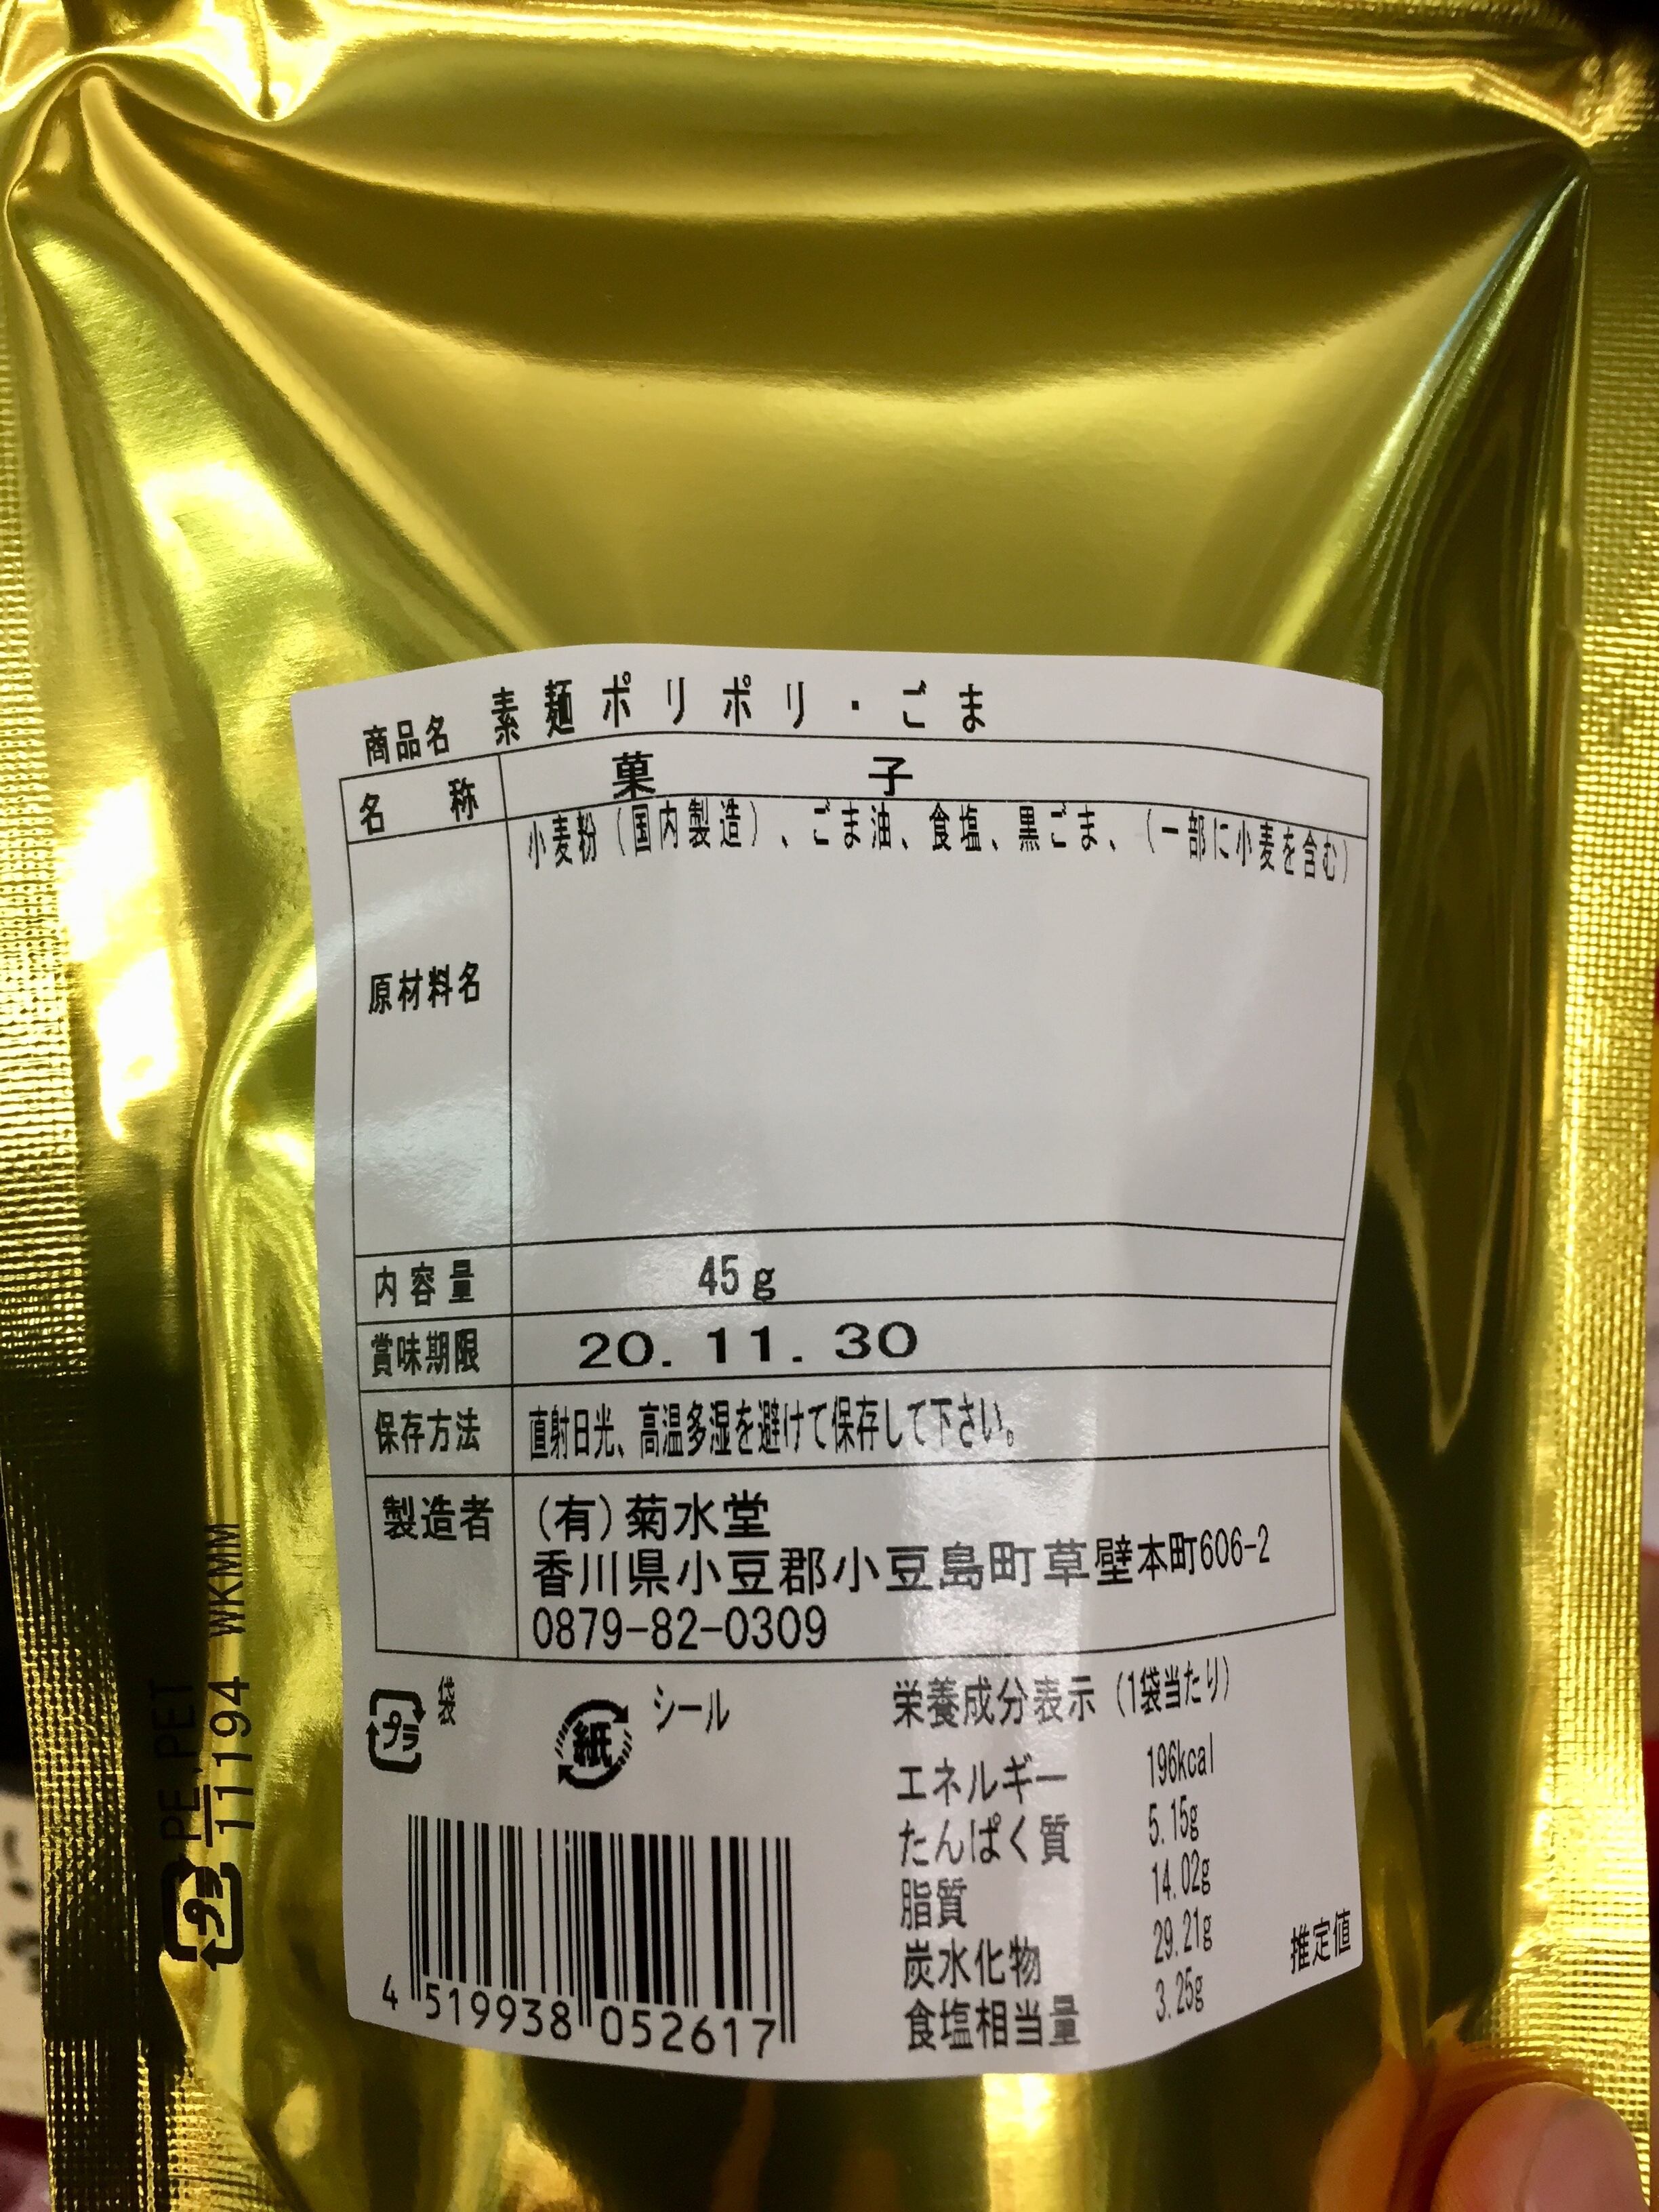 商品名 素麺ポリポリ・ごま
名称 菓子
原材料名 小麦粉(国内製造)、ごま油、食塩、黒ごま、(一部に小麦を含む)
内容量 45g
賞味期限 20.11.30
保存方法 直射日光、高温多湿を避けて保存して下さい。
製造者 (有)菊水堂
香川県小豆郡小豆島町草壁本町606-2
0879-82-0309
プラ 袋 紙 シール
栄養成分表示(1袋当たり)
エネルギー 196kcal
たんぱく質 5.15g
脂質 14.02g
炭水化物 29.21g
食塩相当量 3.25g
推定値
4 519938 052617
プラ PE,PET
11194 WKMM